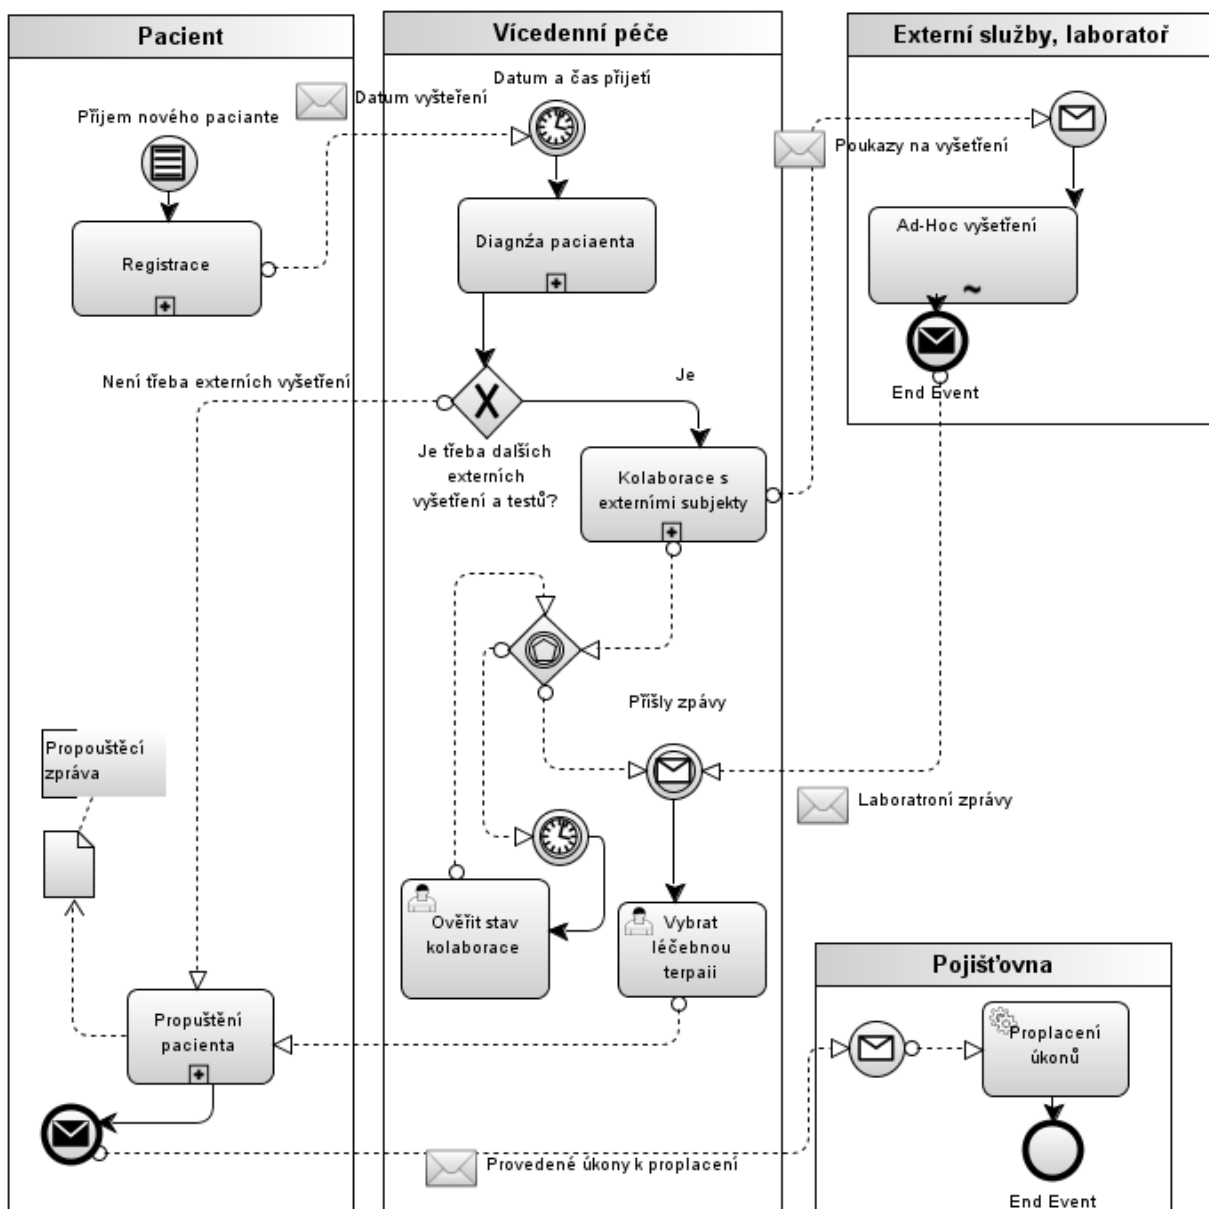 Pacient
Vícedenní péče
Externí služby, laboratoř
Datum a čas přijetí
Datum vyšteření
Příjem nového paciante
Poukazy na vyšetření
Registrace
Diagnźa paciaenta
Ad-Hoc vyšetření
End Event
Není třeba externích vyšetření
Je
Je třeba dalších
externích
vyšetření a testů?
Kolaborace s
externími subjekty
Přišly zpávy
Propouštěcí
zpráva
Laboratroní zprávy
Ověřit stav
kolaborace
Vybrat
léčebnou
terpaii
Pojišťovna
Propuštění
pacienta
Proplacení
úkonů
Provedené úkony k proplacení
End Event